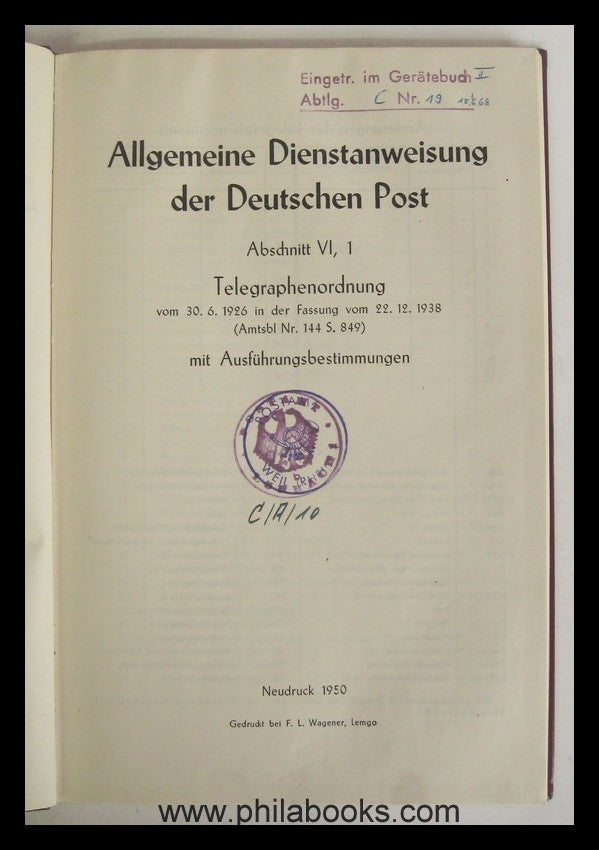 Eingetr. im Gerätebuch II
Abtlg. C Nr. 19
Allgemeine Dienstanweisung
der Deutschen Post
Abschnitt VI, 1
Telegraphenordnung
vom 30. 6. 1926 in der Fassung vom 22. 12. 1938
(Amtsbl Nr. 144 S. 849)
mit Ausführungsbestimmungen
WEIL
C/A/10
Neudruck 1950
Gedruckt bei F. L. Wagener, Lemgo
www.philabooks.com